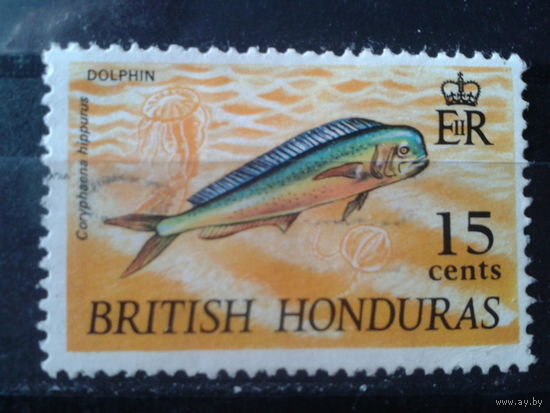 DOLPHIN
Coryphaena hippurus
EIIR
15
cents
BRITISH HONDURAS
www.ay.by